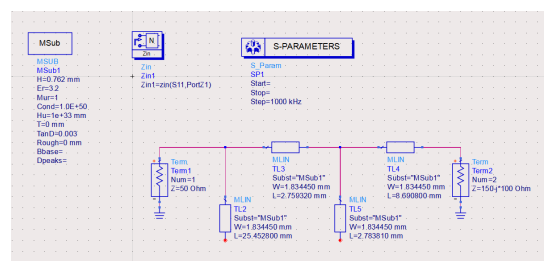 MSub
MSUB
MSub1
H=0.762 mm
Er=3.2
Mur=1
Cond=1.0E+50
Hu=1e+33 mm
T=0 mm
TanD=0.003
Rough=0 mm
Bbase=
Dpeaks=
N
Zin
Zin
Zin1
Zin1=zin(S11,PortZ1)
S-PARAMETERS
S_Param
SP1
Start=
Stop=
Step=1000 kHz
Term
Term1
Num=1
Z=50 Ohm
MLIN
TL2
Subst="MSub1"
W=1.834450 mm
L=25.452800 mm
MLIN
TL3
Subst="MSub1"
W=1.834450 mm
L=2.759320 mm
MLIN
TL5
Subst="MSub1"
W=1.834450 mm
L=2.783810 mm
MLIN
TL4
Subst="MSub1"
W=1.834450 mm
L=8.690800 mm
Term
Term2
Num=2
Z=150-j*100 Ohm